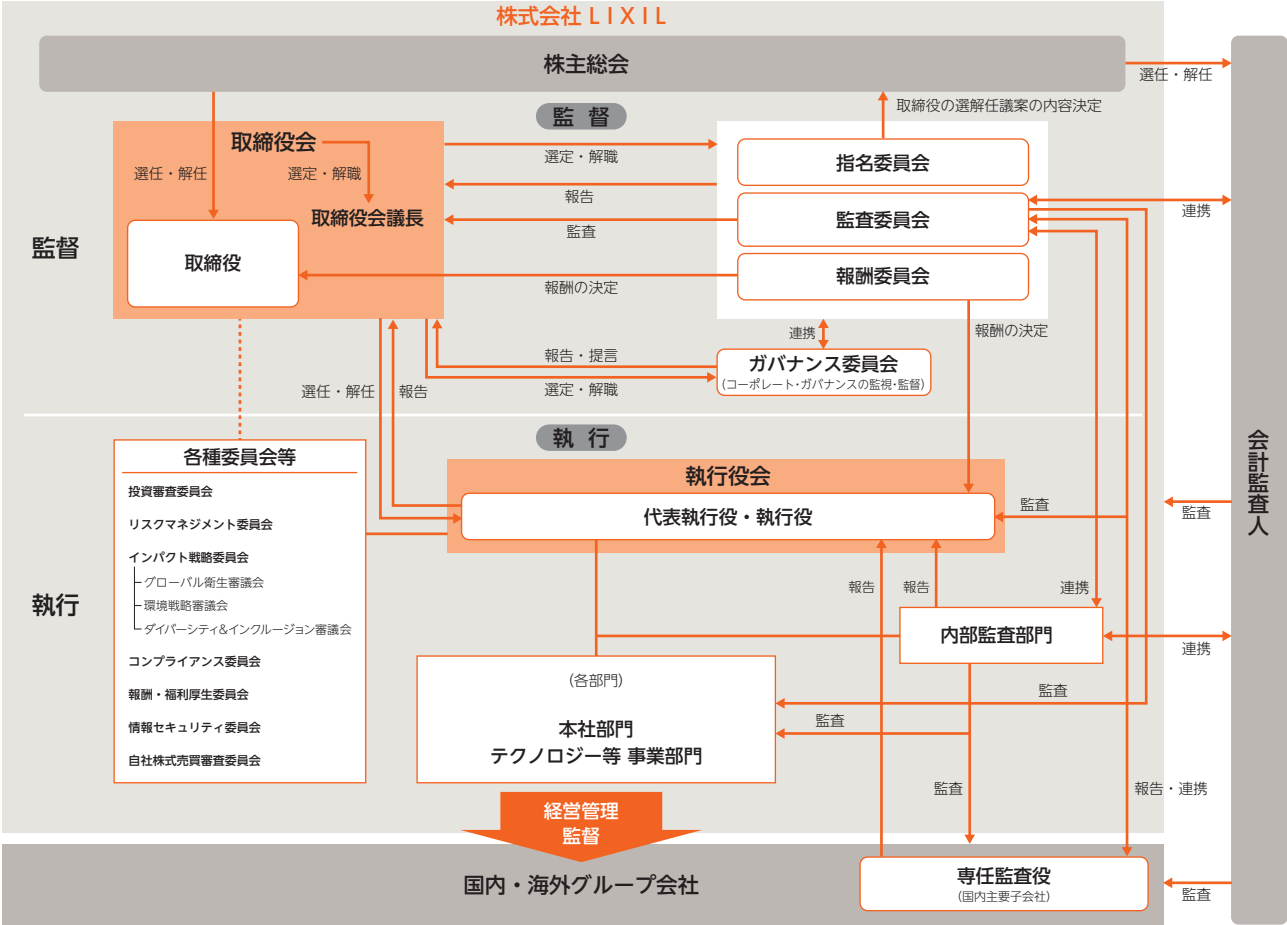 株式会社 LIXIL
株主総会
選任・解任
監 督
取締役の選解任議案の内容決定
取締役会
選任・解任
選定・解職
取締役会議長
取締役
監督
選定・解職
報告
監査
報酬の決定
指名委員会
監査委員会
報酬委員会
連携
連携
報酬の決定
ガバナンス委員会
(コーポレート・ガバナンスの監視・監督)
報告・提言
選定・解職
選任・解任
報告
執 行
執行
各種委員会等
投資審査委員会
リスクマネジメント委員会
インパクト戦略委員会
グローバル衛生審議会
環境戦略審議会
ダイバーシティ&インクルージョン審議会
コンプライアンス委員会
報酬・福利厚生委員会
情報セキュリティ委員会
自社株式売買審査委員会
執行役会
代表執行役・執行役
監査
監査
会計監査人
報告
報告
連携
内部監査部門
連携
(各部門)
本社部門
テクノロジー等 事業部門
監査
監査
監査
報告・連携
経営管理
監督
国内・海外グループ会社
専任監査役
(国内主要子会社)
監査